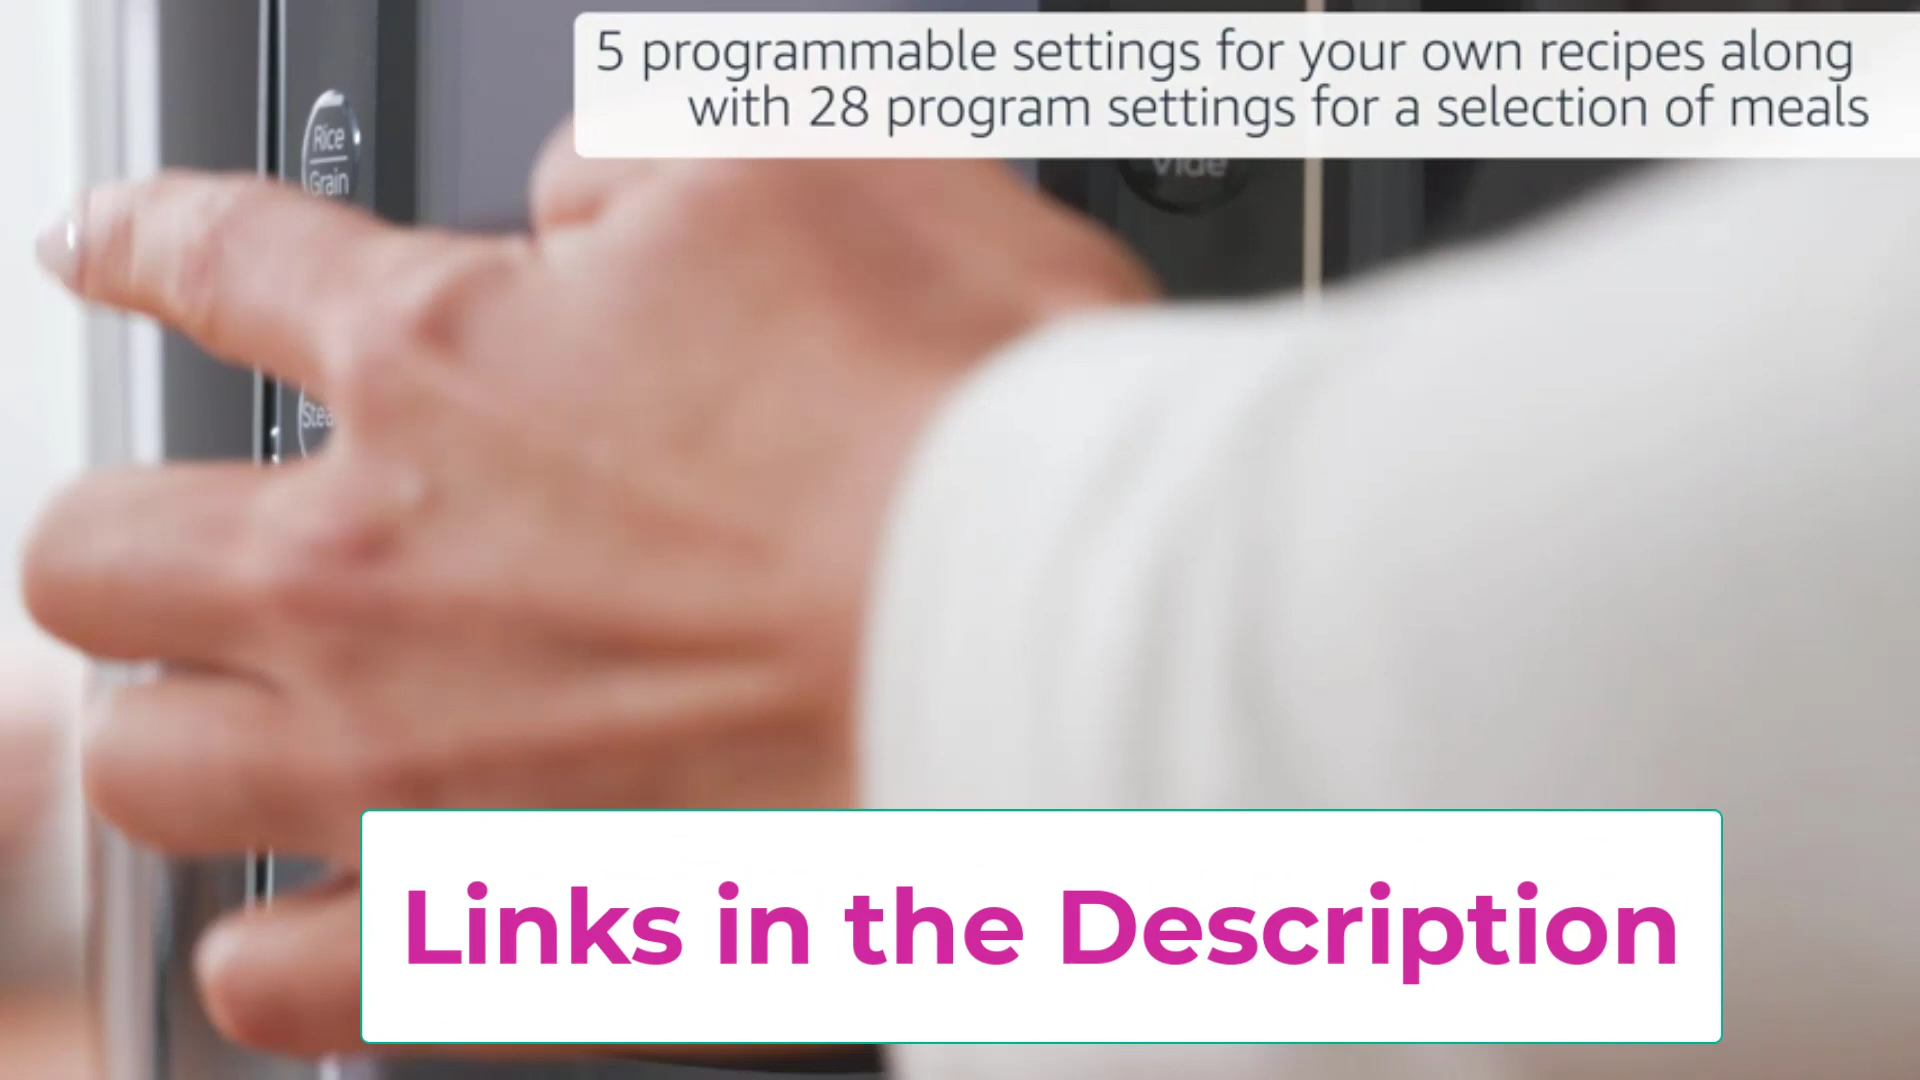 5 programmable settings for your own recipes along
with 28 program settings for a selection of meals
Rice
Grain
Vide
Links in the Description